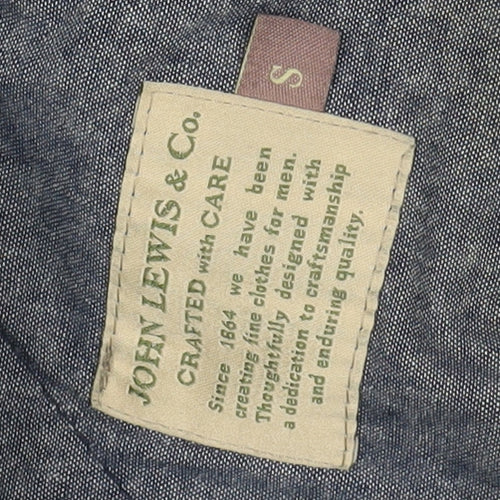 S
JOHN LEWIS & Co.
CRAFTED with CARE
Since 1864 we have been
creating fine clothes for men.
Thoughtfully designed with
a dedication to craftsmanship
and enduring quality.